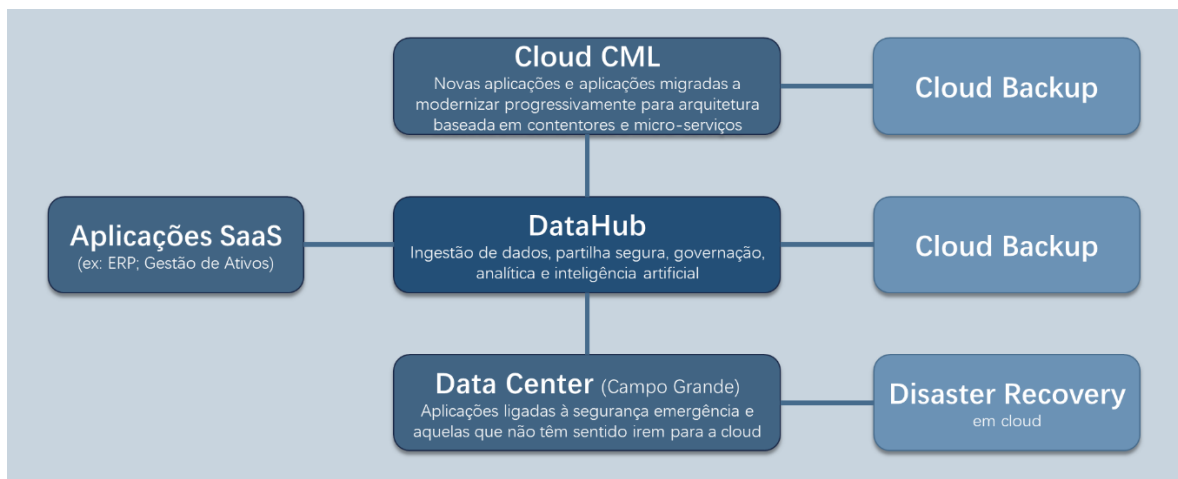 Cloud CML
Novas aplicações e aplicações migradas a
modernizar progressivamente para arquitetura
baseada em contentores e micro-serviços
Cloud Backup
Aplicações SaaS
(ex: ERP; Gestão de Ativos)
DataHub
Ingestão de dados, partilha segura, governação,
analítica e inteligência artificial
Cloud Backup
Data Center (Campo Grande)
Aplicações ligadas à segurança emergência e
aquelas que não têm sentido irem para a cloud
Disaster Recovery
em cloud